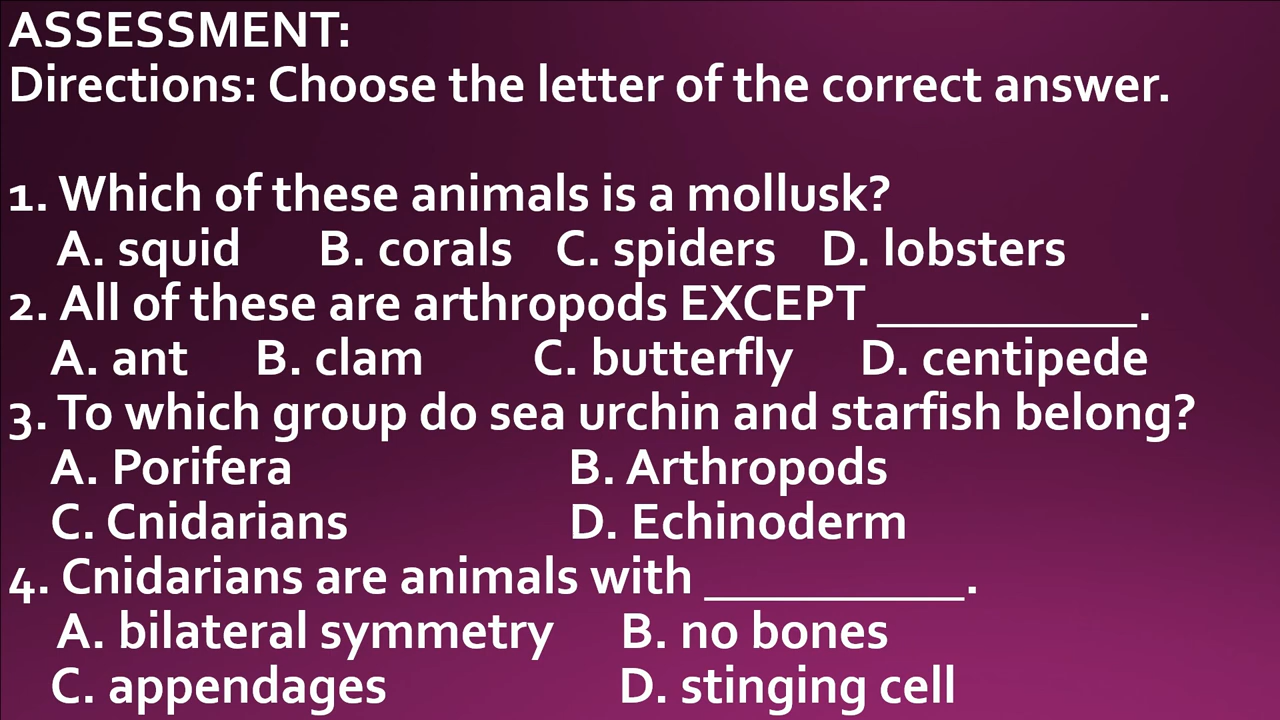 ASSESSMENT:
Directions: Choose the letter of the correct answer.
1. Which of these animals is a mollusk?
A. squid B. corals C. spiders D. lobsters
2. All of these are arthropods EXCEPT __________.
A. ant B. clam C. butterfly D. centipede
3. To which group do sea urchin and starfish belong?
A. Porifera B. Arthropods
C. Cnidarians D. Echinoderm
4. Cnidarians are animals with __________.
A. bilateral symmetry B. no bones
C. appendages D. stinging cell